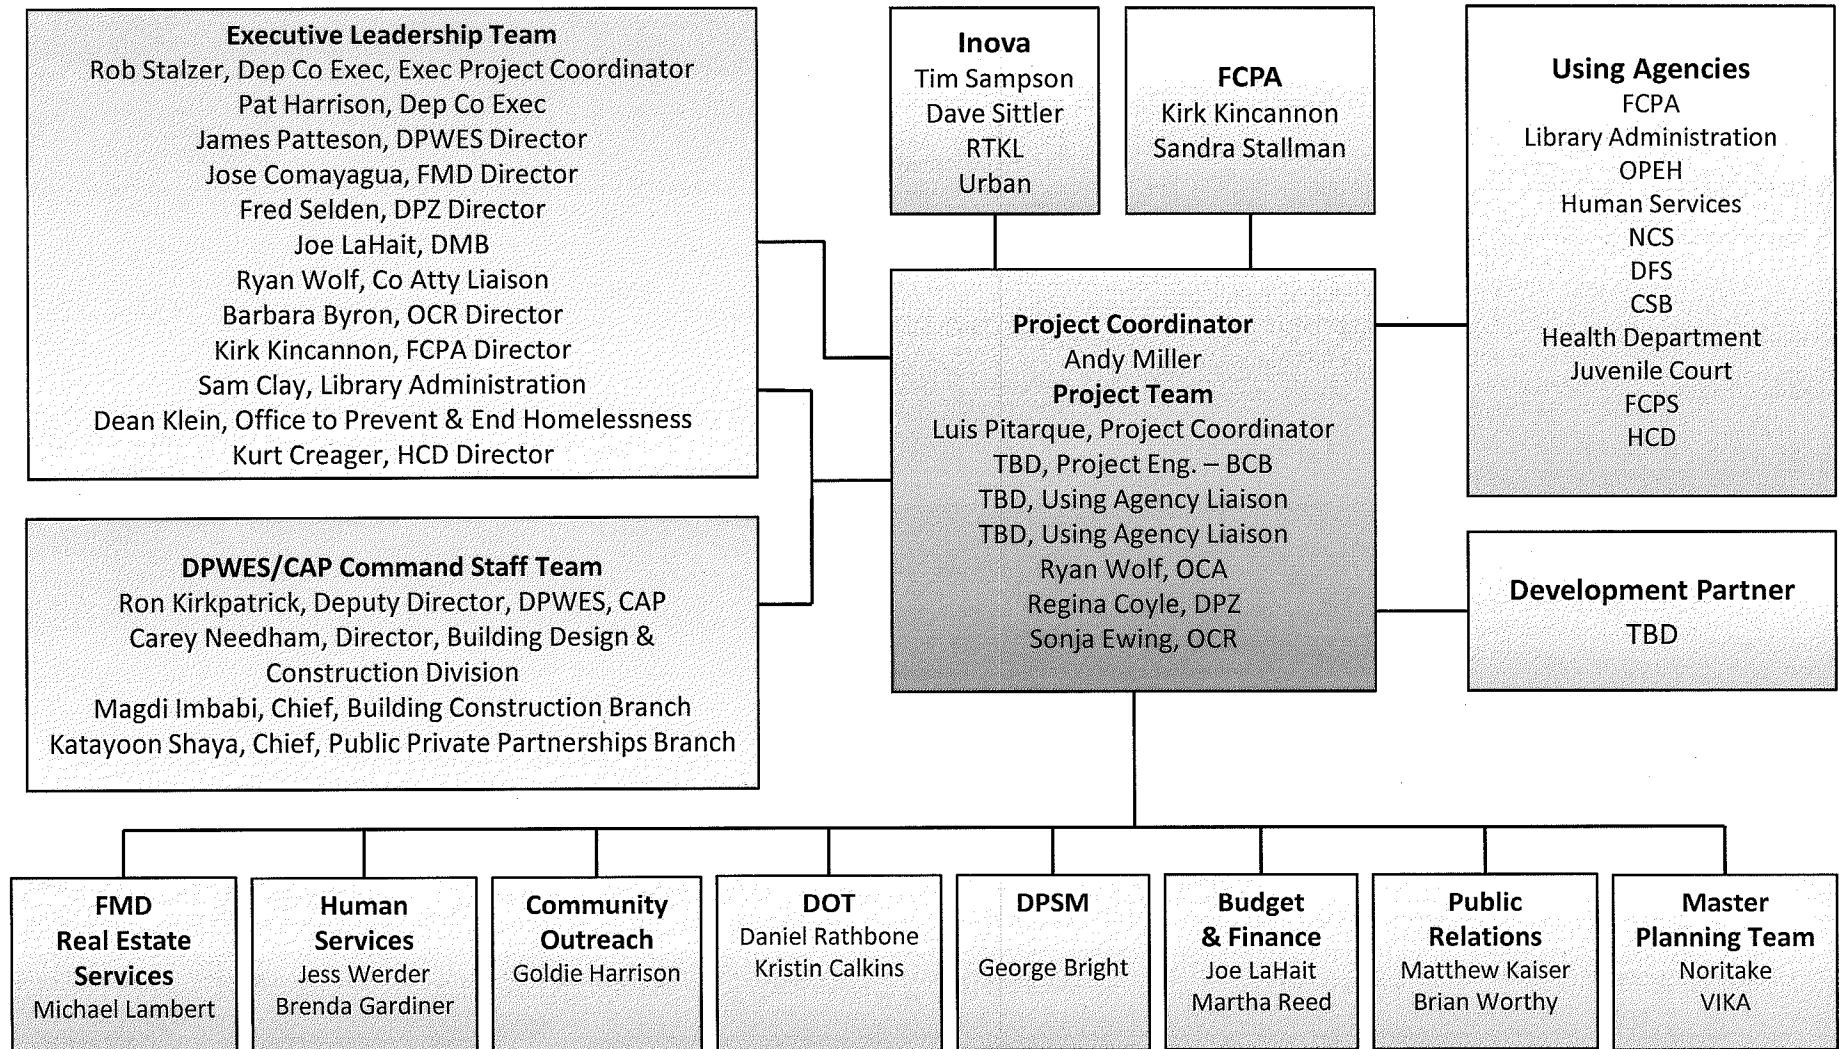 Executive Leadership Team
Rob Stalzer, Dep Co Exec, Exec Project Coordinator
Pat Harrison, Dep Co Exec
James Patteson, DPWES Director
Jose Comayagua, FMD Director
Fred Selden, DPZ Director
Joe LaHait, DMB
Ryan Wolf, Co Atty Liaison
Barbara Byron, OCR Director
Kirk Kincannon, FCPA Director
Sam Clay, Library Administration
Dean Klein, Office to Prevent & End Homelessness
Kurt Creager, HCD Director
Inova
Tim Sampson
Dave Sittler
RTKL
Urban
FCPA
Kirk Kincannon
Sandra Stallman
Using Agencies
FCPA
Library Administration
OPEH
Human Services
NCS
DFS
CSB
Health Department
Juvenile Court
FCPS
HCD
Project Coordinator
Andy Miller
Project Team
Luis Pitarque, Project Coordinator
TBD, Project Eng. – BCB
TBD, Using Agency Liaison
TBD, Using Agency Liaison
Ryan Wolf, OCA
Regina Coyle, DPZ
Sonja Ewing, OCR
DPWES/CAP Command Staff Team
Ron Kirkpatrick, Deputy Director, DPWES, CAP
Carey Needham, Director, Building Design &
Construction Division
Magdi Imbabi, Chief, Building Construction Branch
Katayoon Shaya, Chief, Public Private Partnerships Branch
Development Partner
TBD
FMD
Real Estate
Services
Michael Lambert
Human
Services
Jess Werder
Brenda Gardiner
Community
Outreach
Goldie Harrison
DOT
Daniel Rathbone
Kristin Calkins
DPSM
George Bright
Budget
& Finance
Joe LaHait
Martha Reed
Public
Relations
Matthew Kaiser
Brian Worthy
Master
Planning Team
Noritake
VIKA